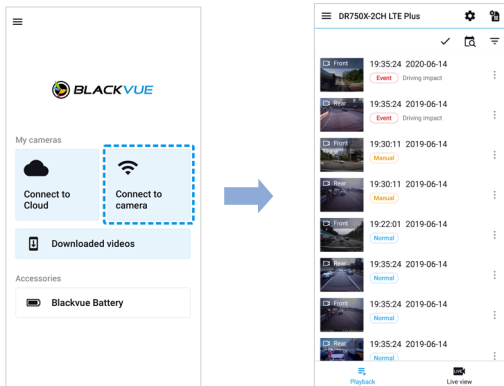 BLACKVUE
My cameras
Connect to
Cloud
Connect to
camera
Downloaded videos
Accessories
Blackvue Battery
DR750X-2CH LTE Plus
Front
19:35:24 2020-06-14
Event Driving impact
Rear
19:35:24 2019-06-14
Event Driving impact
Front
19:30:11 2019-06-14
Manual
Rear
19:30:11 2019-06-14
Manual
Front
19:22:01 2019-06-14
Normal
Rear
19:35:24 2019-06-14
Normal
Front
19:35:24 2019-06-14
Normal
Rear
19:35:24 2019-06-14
Normal
Playback
LIVE
Live view